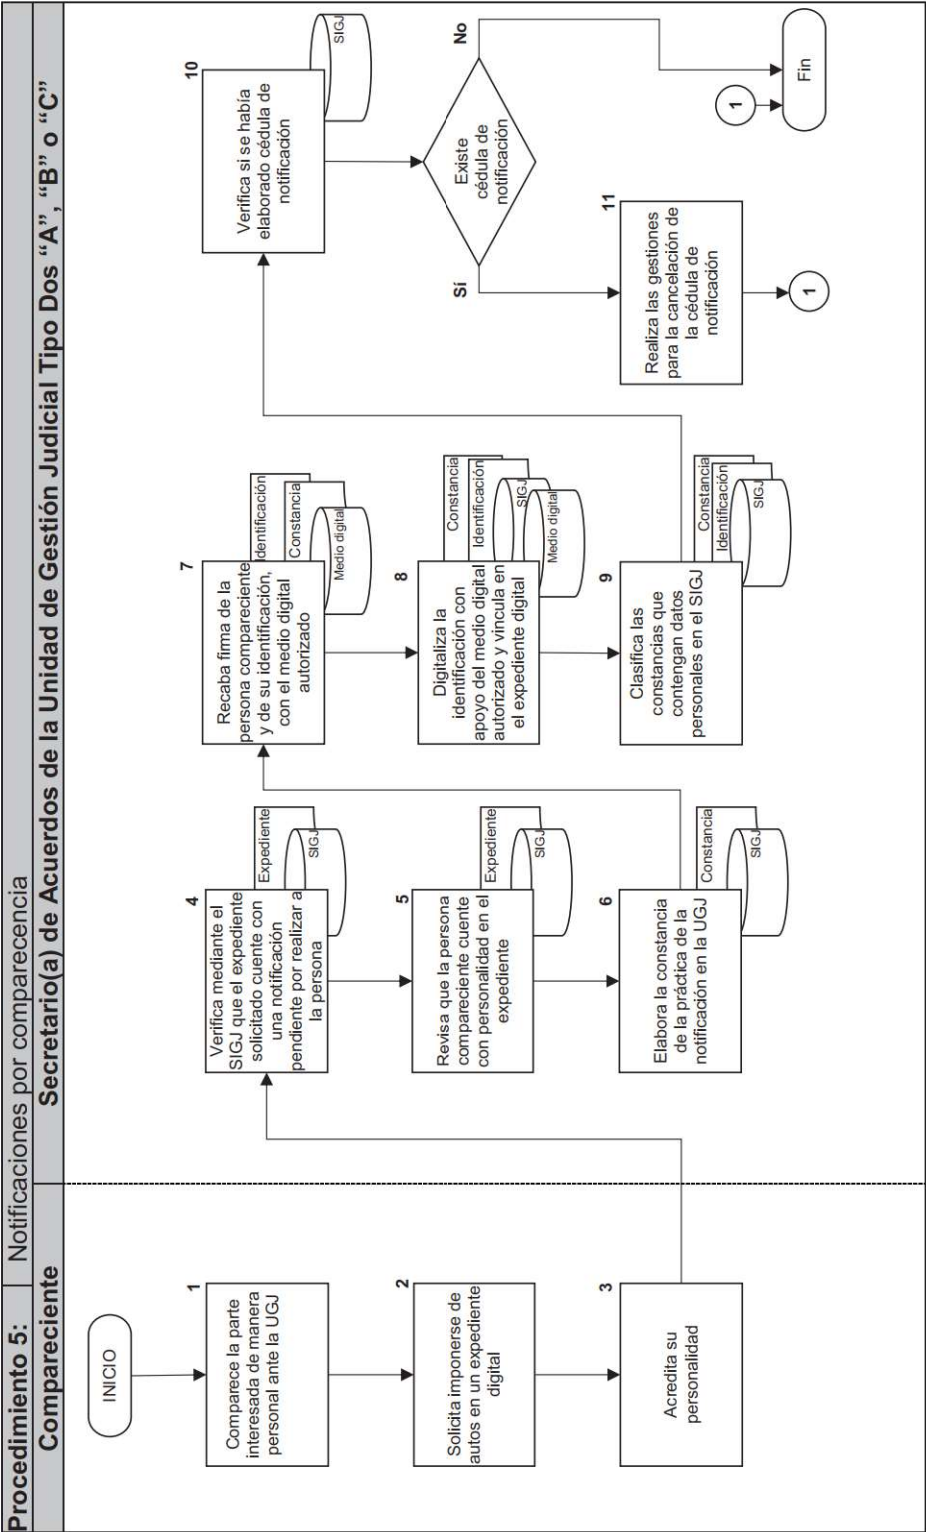 Procedimiento 5: Notificaciones por comparecencia
Compareciente
Secretario(a) de Acuerdos de la Unidad de Gestión Judicial Tipo Dos “A”, “B” o “C”
INICIO
1
Comparece la parte
interesada de manera
personal ante la UGJ
2
Solicita imponerse de
autos en un expediente
digital
3
Acredita su
personalidad
4
Verifica mediante el
SIGJ que el expediente
solicitado cuente con
una notificación
pendiente por realizar a
la persona
Expediente
SIGJ
5
Revisa que la persona
compareciente cuente
con personalidad en el
expediente
Expediente
SIGJ
6
Elabora la constancia
de la práctica de la
notificación en la UGJ
Constancia
SIGJ
7
Recaba firma de la
persona compareciente
y de su identificación,
con el medio digital
autorizado
Identificación
Constancia
Medio digital
8
Digitaliza la
identificación con
apoyo del medio digital
autorizado y vincula en
el expediente digital
Constancia
Identificación
SIGJ
Medio digital
9
Clasifica las
constancias que
contengan datos
personales en el SIGJ
Constancia
Identificación
SIGJ
10
Verifica si se había
elaborado cédula de
notificación
SIGJ
Existe
cédula de
notificación
Sí
No
11
Realiza las gestiones
para la cancelación de
la cédula de
notificación
1
1
Fin